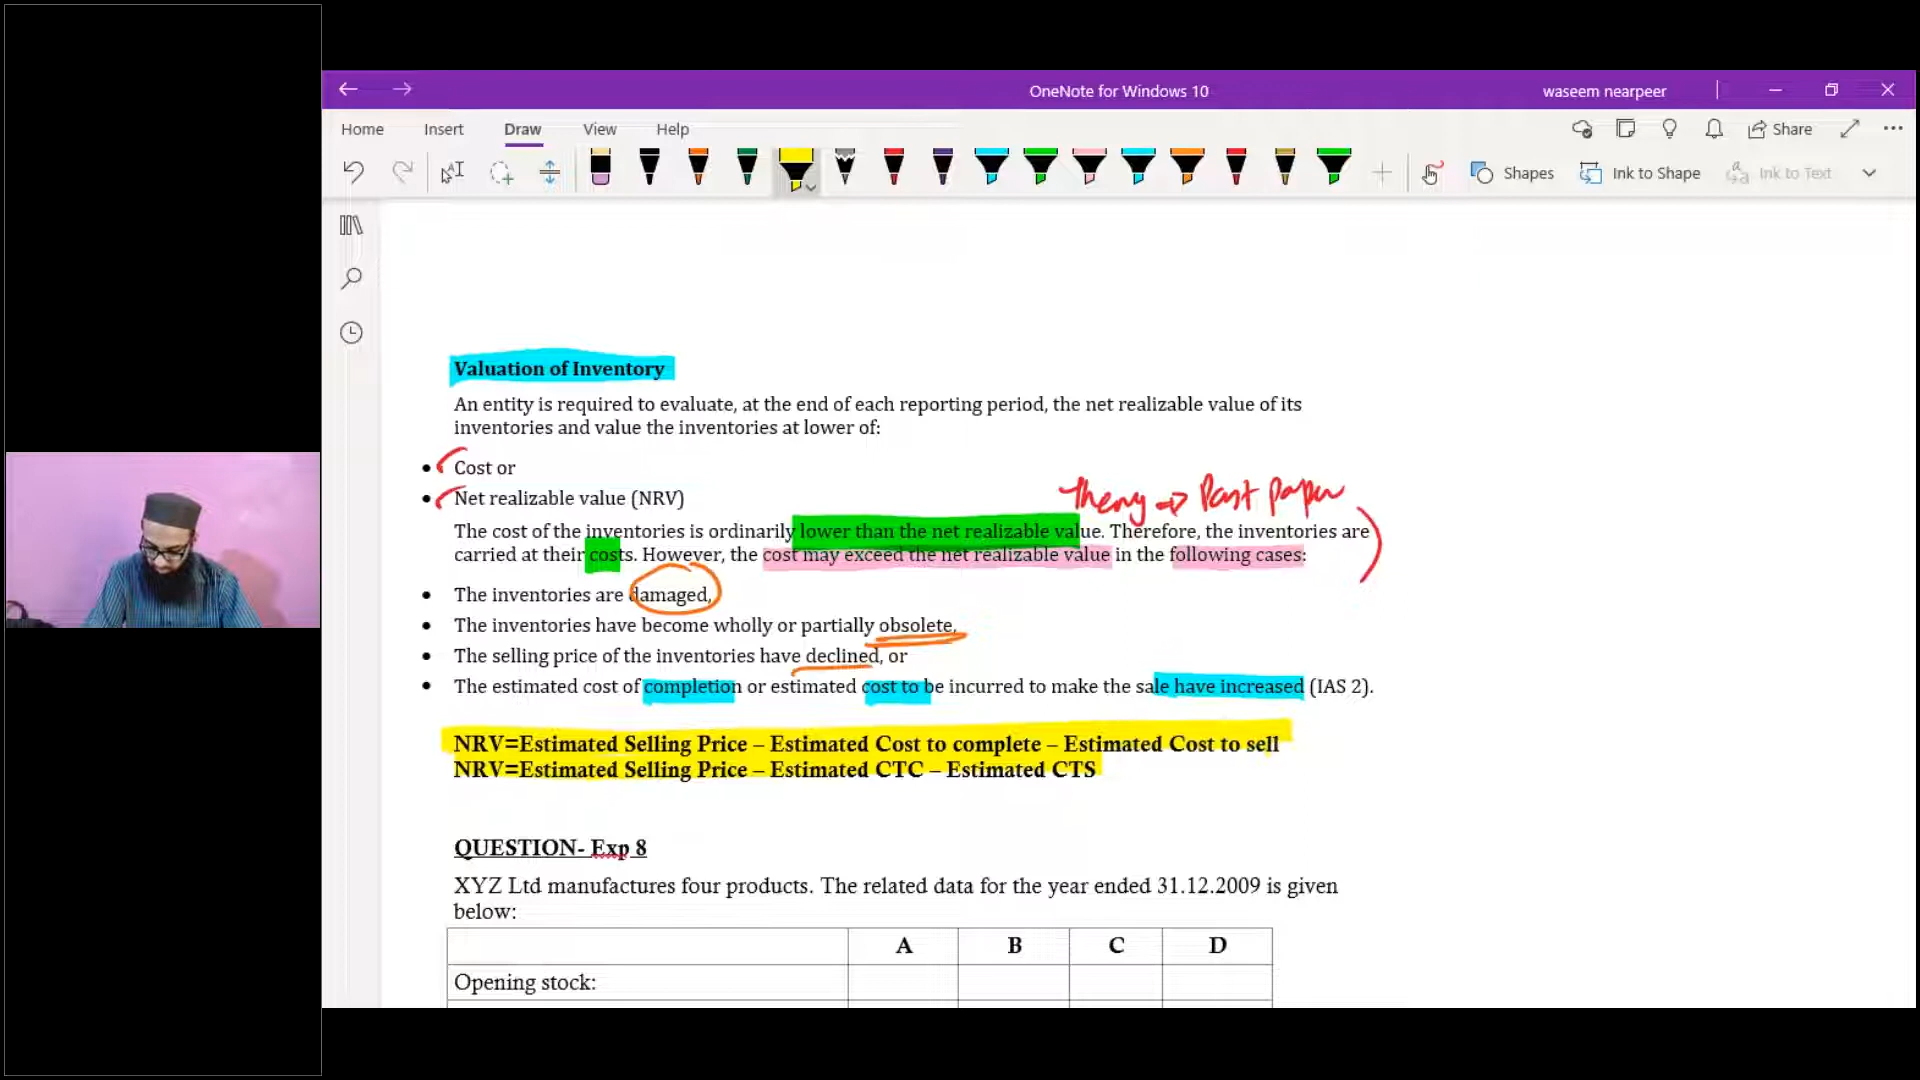 OneNote for Windows 10
waseem nearpeer
Home Insert Draw View Help
Share
Shapes Ink to Shape Ink to Text
Valuation of Inventory
An entity is required to evaluate, at the end of each reporting period, the net realizable value of its
inventories and value the inventories at lower of:
• Cost or
• Net realizable value (NRV)
Theory → Past paper
The cost of the inventories is ordinarily lower than the net realizable value. Therefore, the inventories are
carried at their costs. However, the cost may exceed the net realizable value in the following cases:
• The inventories are damaged,
• The inventories have become wholly or partially obsolete,
• The selling price of the inventories have declined, or
• The estimated cost of completion or estimated cost to be incurred to make the sale have increased (IAS 2).
NRV=Estimated Selling Price – Estimated Cost to complete – Estimated Cost to sell
NRV=Estimated Selling Price – Estimated CTC – Estimated CTS
QUESTION- Exp 8
XYZ Ltd manufactures four products. The related data for the year ended 31.12.2009 is given
below:
A B C D
Opening stock: